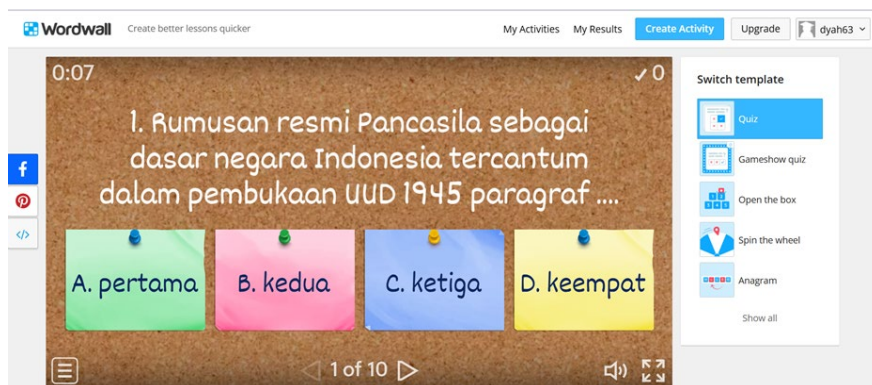 Wordwall Create better lessons quicker My Activities My Results Create Activity Upgrade dyah63
0:07 ✓ 0
1. Rumusan resmi Pancasila sebagai
dasar negara Indonesia tercantum
dalam pembukaan UUD 1945 paragraf ....
A. pertama B. kedua C. ketiga D. keempat
1 of 10
Switch template
Quiz
Gameshow quiz
Open the box
Spin the wheel
Anagram
Show all